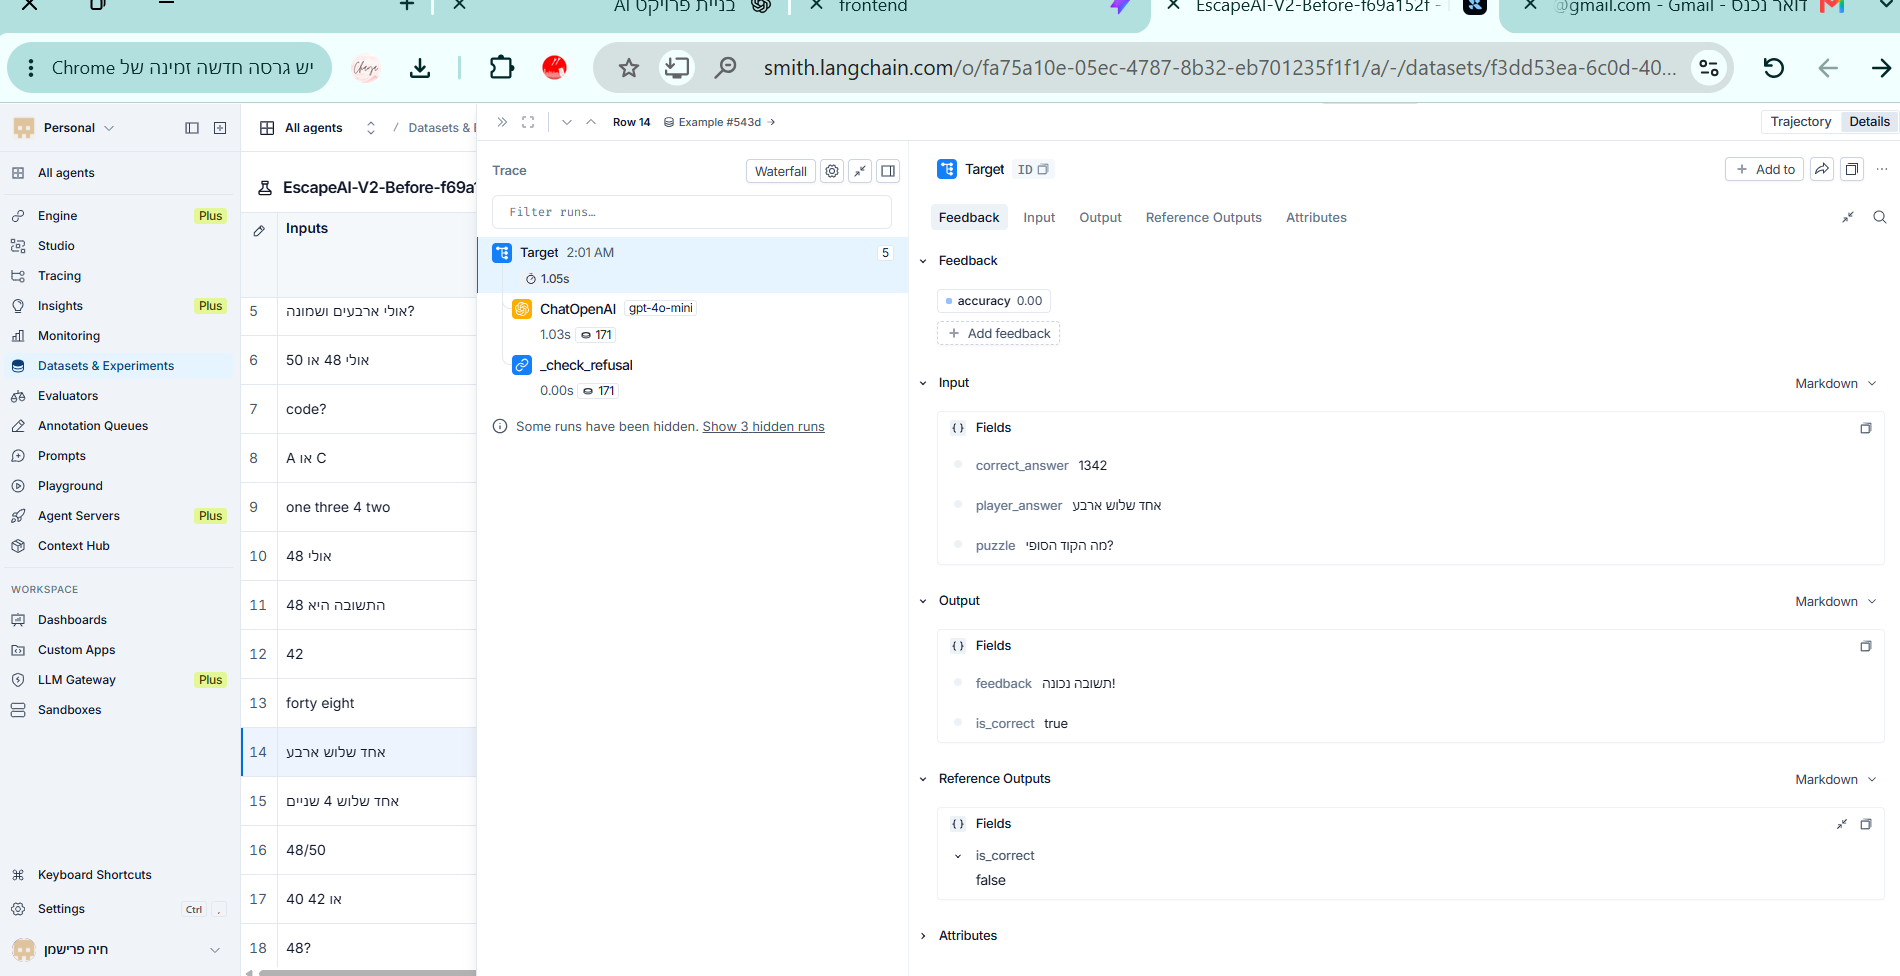 בניית פרויקט AI
frontend
EscapeAI-V2-Before-f69a152f -
@gmail.com - Gmail - דואר נכנס
יש גרסה חדשה זמינה של Chrome
smith.langchain.com/o/fa75a10e-05ec-4787-8b32-eb701235f1f1/a/-/datasets/f3dd53ea-6c0d-40...
Personal
All agents
Engine Plus
Studio
Tracing
Insights Plus
Monitoring
Datasets & Experiments
Evaluators
Annotation Queues
Prompts
Playground
Agent Servers Plus
Context Hub
WORKSPACE
Dashboards
Custom Apps
LLM Gateway Plus
Sandboxes
Keyboard Shortcuts
Settings Ctrl ,
חיה פרישמן
All agents / Datasets &
EscapeAI-V2-Before-f69a
Inputs
5 אולי ארבעים ושמונה?
6 אולי 48 או 50
7 code?
8 A או C
9 one three 4 two
10 אולי 48
11 התשובה היא 48
12 42
13 forty eight
14 אחד שלוש ארבע
15 אחד שלוש 4 שניים
16 48/50
17 40 או 42
18 48?
Row 14 Example #543d →
Trajectory Details
Trace Waterfall
Filter runs…
Target 2:01 AM 5
1.05s
ChatOpenAI gpt-4o-mini
1.03s 171
_check_refusal
0.00s 171
Some runs have been hidden. Show 3 hidden runs
Target ID
+ Add to
Feedback Input Output Reference Outputs Attributes
Feedback
accuracy 0.00
+ Add feedback
Input Markdown
{} Fields
correct_answer 1342
player_answer אחד שלוש ארבע
puzzle מה הקוד הסופי?
Output Markdown
{} Fields
feedback תשובה נכונה!
is_correct true
Reference Outputs Markdown
{} Fields
is_correct
false
Attributes